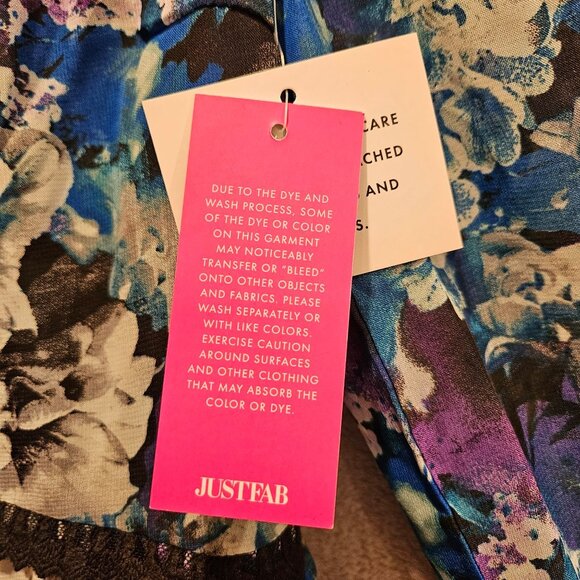 DUE TO THE DYE AND
WASH PROCESS, SOME
OF THE DYE OR COLOR
ON THIS GARMENT
MAY NOTICEABLY
TRANSFER OR "BLEED"
ONTO OTHER OBJECTS
AND FABRICS. PLEASE
WASH SEPARATELY OR
WITH LIKE COLORS.
EXERCISE CAUTION
AROUND SURFACES
AND OTHER CLOTHING
THAT MAY ABSORB THE
COLOR OR DYE.
JUSTFAB
CARE
ACHED
AND
S.